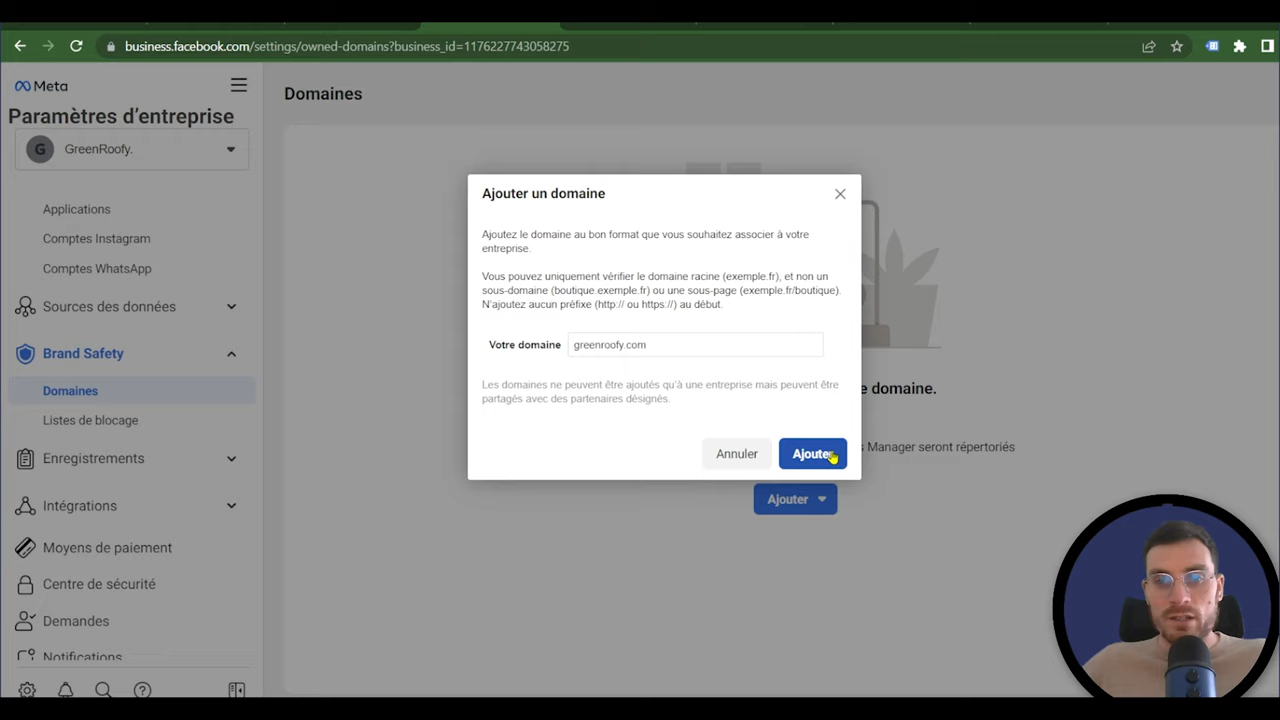 business.facebook.com/settings/owned-domains?business_id=1176227743058275
Meta
Paramètres d'entreprise
G GreenRoofy.
Applications
Comptes Instagram
Comptes WhatsApp
Sources des données
Brand Safety
Domaines
Listes de blocage
Enregistrements
Intégrations
Moyens de paiement
Centre de sécurité
Demandes
Notifications
Domaines
Ajouter un domaine
Ajoutez le domaine au bon format que vous souhaitez associer à votre
entreprise.
Vous pouvez uniquement vérifier le domaine racine (exemple.fr), et non un
sous-domaine (boutique.exemple.fr) ou une sous-page (exemple.fr/boutique).
N'ajoutez aucun préfixe (http:// ou https://) au début.
Votre domaine greenroofy.com
Les domaines ne peuvent être ajoutés qu'à une entreprise mais peuvent être
partagés avec des partenaires désignés.
Annuler Ajouter
e domaine.
s Manager seront répertoriés
Ajouter